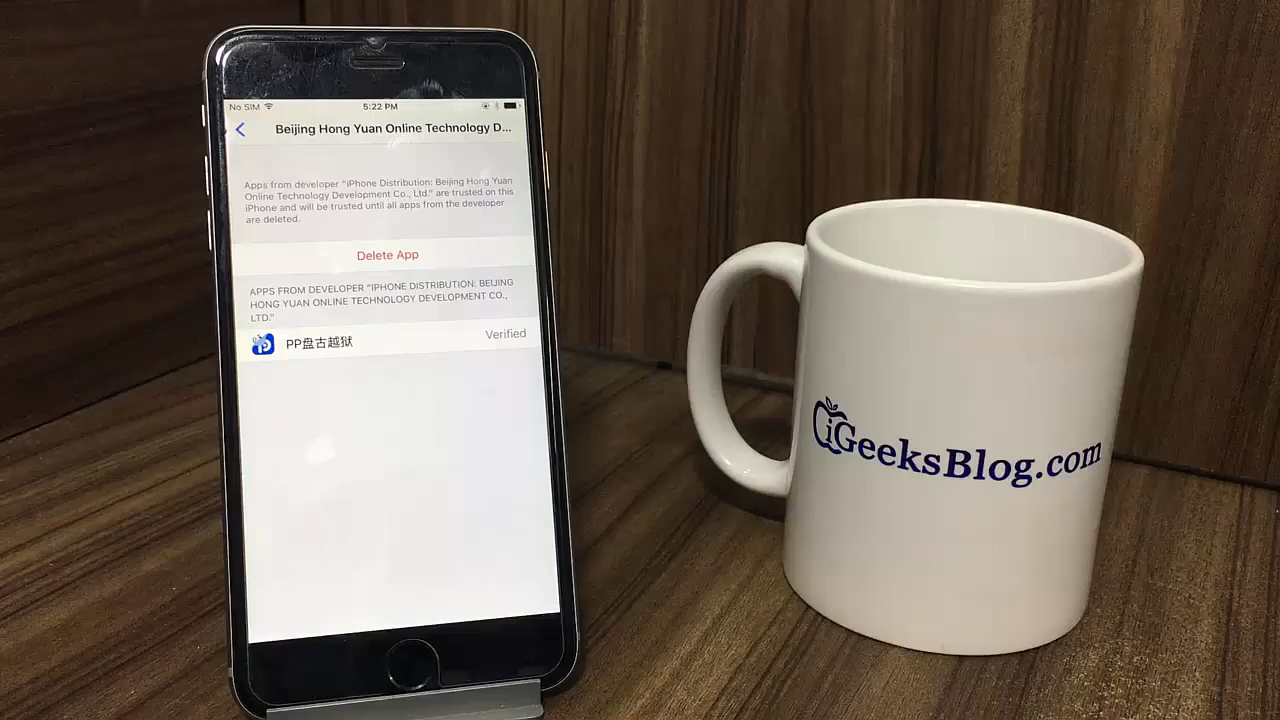 No SIM
5:22 PM
Beijing Hong Yuan Online Technology D...
Apps from developer "iPhone Distribution: Beijing Hong Yuan
Online Technology Development Co., Ltd." are trusted on this
iPhone and will be trusted until all apps from the developer
are deleted.
Delete App
APPS FROM DEVELOPER "IPHONE DISTRIBUTION: BEIJING
HONG YUAN ONLINE TECHNOLOGY DEVELOPMENT CO.,
LTD."
PP盘古越狱
Verified
iGeeksBlog.com